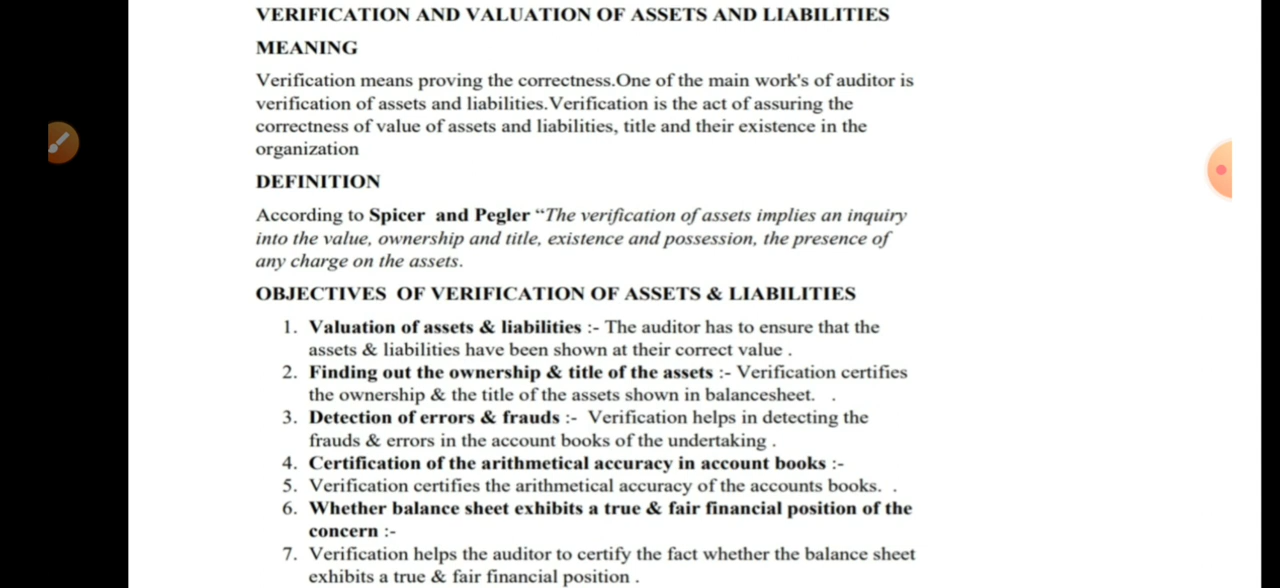 VERIFICATION AND VALUATION OF ASSETS AND LIABILITIES
MEANING
Verification means proving the correctness.One of the main work's of auditor is
verification of assets and liabilities.Verification is the act of assuring the
correctness of value of assets and liabilities, title and their existence in the
organization
DEFINITION
According to Spicer and Pegler “The verification of assets implies an inquiry
into the value, ownership and title, existence and possession, the presence of
any charge on the assets.
OBJECTIVES OF VERIFICATION OF ASSETS & LIABILITIES
1. Valuation of assets & liabilities :- The auditor has to ensure that the
assets & liabilities have been shown at their correct value .
2. Finding out the ownership & title of the assets :- Verification certifies
the ownership & the title of the assets shown in balancesheet. .
3. Detection of errors & frauds :- Verification helps in detecting the
frauds & errors in the account books of the undertaking .
4. Certification of the arithmetical accuracy in account books :-
5. Verification certifies the arithmetical accuracy of the accounts books. .
6. Whether balance sheet exhibits a true & fair financial position of the
concern :-
7. Verification helps the auditor to certify the fact whether the balance sheet
exhibits a true & fair financial position .